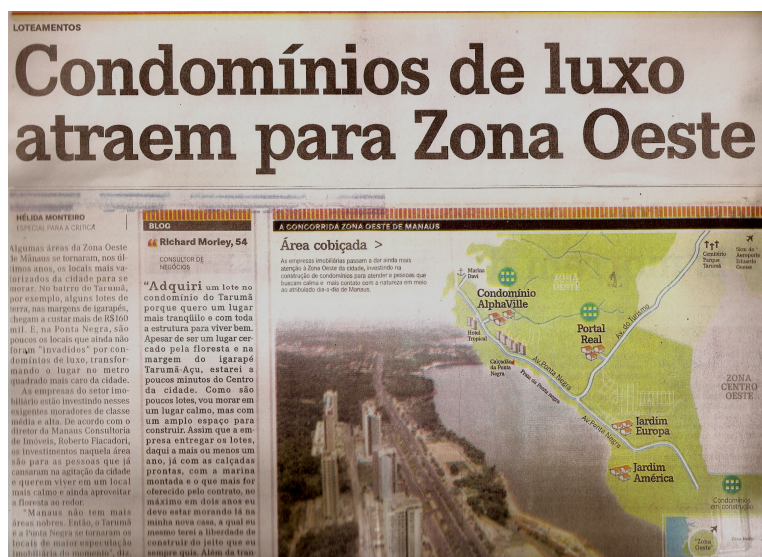 LOTEAMENTOS
Condomínios de luxo
atraem para Zona Oeste
HÉLIDA MONTEIRO
ESPECIAL PARA A CRÍTICA
Algumas áreas da Zona Oeste
de Manaus se tornaram, nos úl-
timos anos, os locais mais va-
lorizados da cidade para se
morar. No bairro de Tarumã,
por exemplo, alguns lotes de
terra, nas margens de igarapés,
chegam a custar mais de R$160
mil. E, na Ponta Negra, são
poucos os locais que ainda não
foram "invadidos" por con-
domínios de luxo, transfor-
mando o lugar no metro
quadrado mais caro da cidade.
As empresas do setor imo-
biliário estão investindo nesses
exigentes moradores de classe
média e alta. De acordo com o
diretor da Manaus Consultoria
de Imóveis, Roberto Fiacadori,
os investimentos naquela área
são para as pessoas que já
cansaram na agitação da cidade
e querem viver em um local
mais calmo e ainda aproveitar
a floresta ao redor.
"Manaus não tem mais
áreas nobres. Então, o Tarumã
e a Ponta Negra se tornaram os
locais de maior especulação
imobiliária do momento", diz
BLOG
Richard Morley, 54
CONSULTOR DE
NEGÓCIOS
"Adquiri um lote no
condomínio do Tarumã
porque quero um lugar
mais tranqüilo e com toda
a estrutura para viver bem.
Apesar de ser um lugar cer-
cado pela floresta e na
margem do igarapé
Tarumã-Açu, estarei a
poucos minutos do Centro
da cidade. Como são
poucos lotes, vou morar em
um lugar calmo, mas com
um amplo espaço para
construir. Assim que a em-
presa entregar os lotes,
daqui a mais ou menos um
ano, já com as calçadas
prontas, com a marina
montada e o que mais for
oferecido pelo contrato, no
máximo em dois anos eu
devo estar morando lá na
minha nova casa, a qual eu
mesmo terei a liberdade de
construir do jeito que eu
sempre quis. Além da tran-
A CONCORRIDA ZONA OESTE DE MANAUS
Área cobiçada >
As empresas imobiliárias passam a dar ainda mais
atenção à Zona Oeste da cidade, investindo na
construção de condomínios para atender a pessoas que
buscam calma e mais contato com a natureza em meio
ao atribulado dia-a-dia de Manaus.
Marina
Davi
ZONA
OESTE
Cemitério
Parque
Tarumã
Sipam do
Aeroporto
Eduardo
Gomes
Condomínio
AlphaVille
Hotel
Tropical
Portal
Real
Av. do Turismo
Calçadão
da Ponta
Negra
Av. Ponta Negra
Praia da Ponta negra
ZONA
CENTRO
OESTE
Av. Ponta Negra
Jardim
Europa
Jardim
América
Condomínios
em construção
"Zona
Oeste"